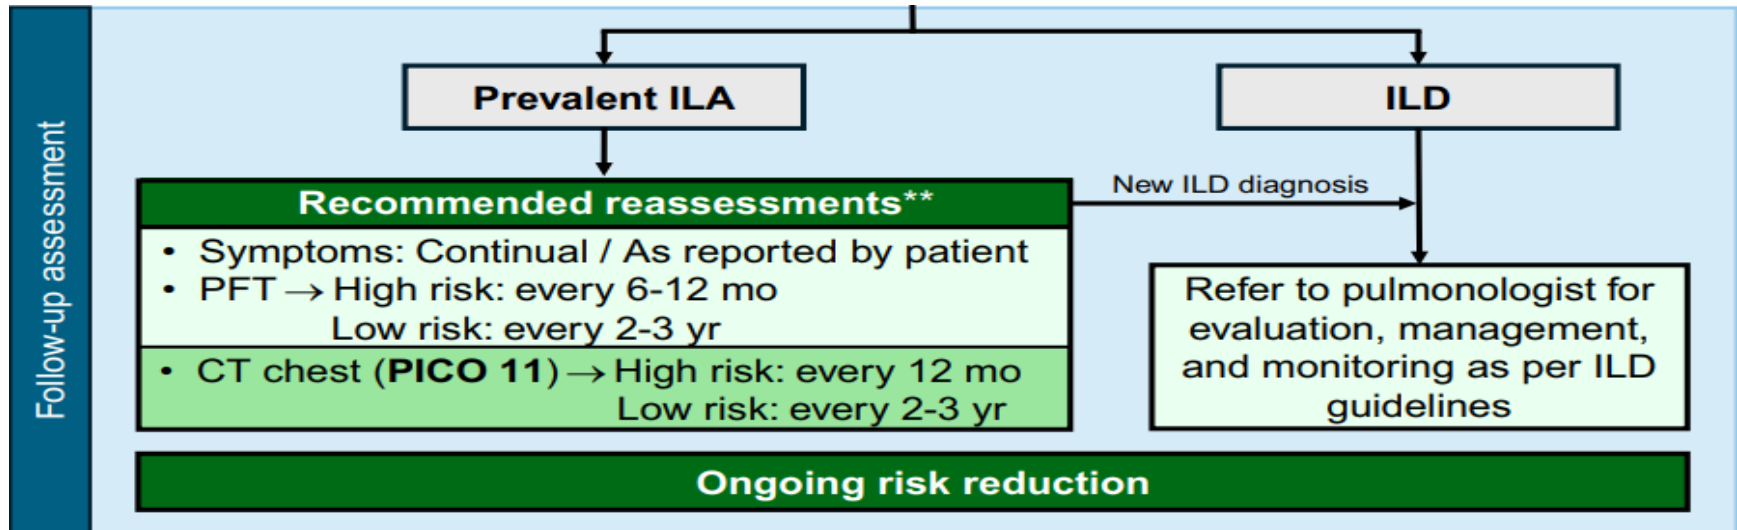 Follow-up assessment
Prevalent ILA
ILD
Recommended reassessments**
New ILD diagnosis
• Symptoms: Continual / As reported by patient
• PFT → High risk: every 6-12 mo
Low risk: every 2-3 yr
• CT chest (PICO 11) → High risk: every 12 mo
Low risk: every 2-3 yr
Refer to pulmonologist for
evaluation, management,
and monitoring as per ILD
guidelines
Ongoing risk reduction